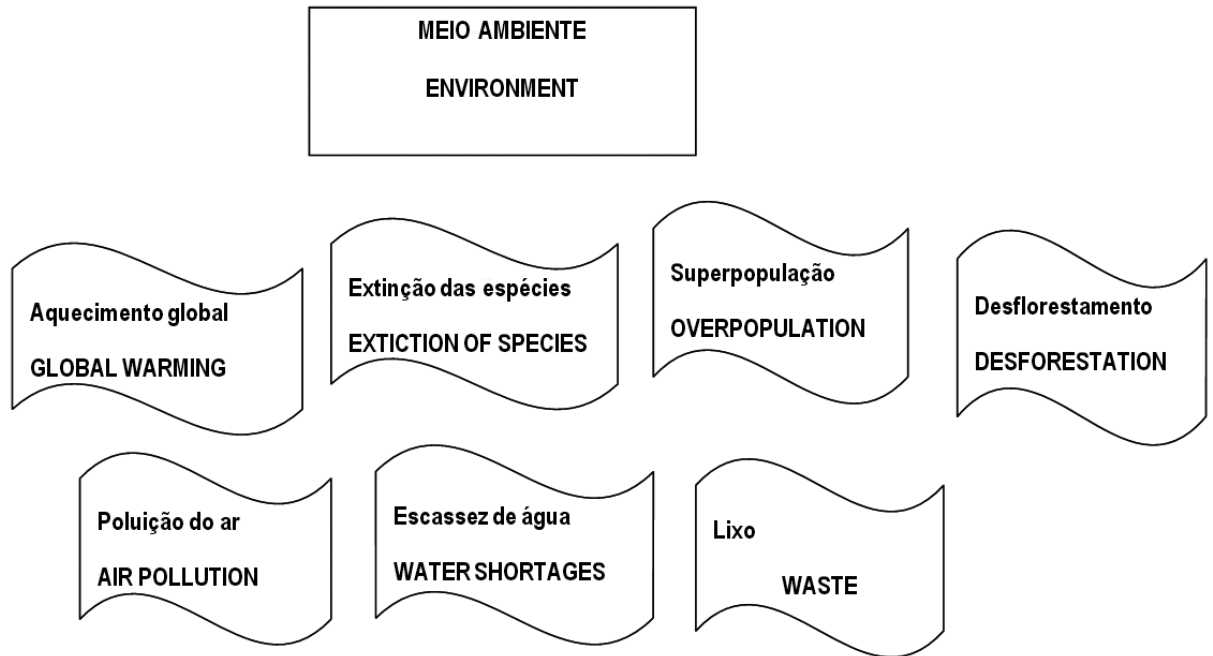 MEIO AMBIENTE
ENVIRONMENT
Aquecimento global
GLOBAL WARMING
Extinção das espécies
EXTICTION OF SPECIES
Superpopulação
OVERPOPULATION
Desflorestamento
DESFORESTATION
Poluição do ar
AIR POLLUTION
Escassez de água
WATER SHORTAGES
Lixo
WASTE